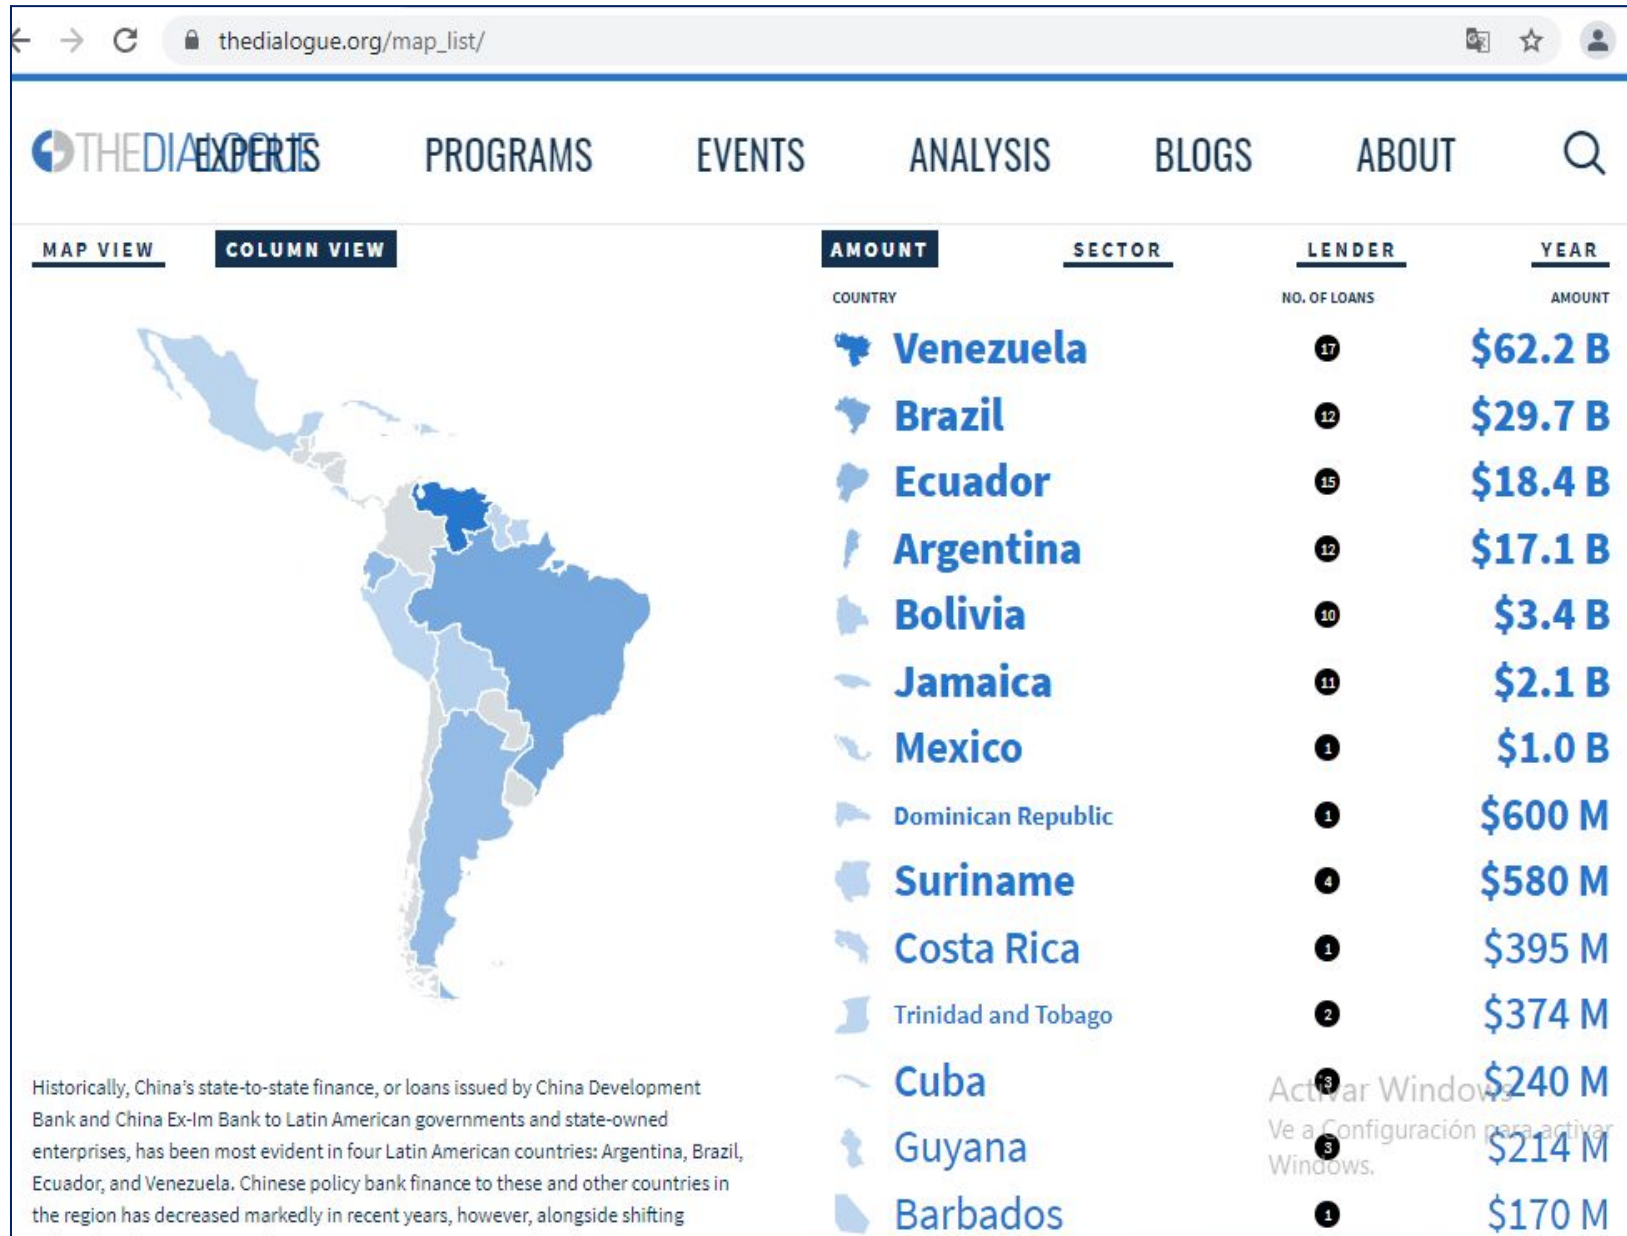 thedialogue.org/map_list/
THEDIALOGUE
EXPERTS
PROGRAMS
EVENTS
ANALYSIS
BLOGS
ABOUT
MAP VIEW
COLUMN VIEW
AMOUNT
SECTOR
LENDER
YEAR
COUNTRY NO. OF LOANS AMOUNT
Venezuela 17 $62.2 B
Brazil 12 $29.7 B
Ecuador 15 $18.4 B
Argentina 12 $17.1 B
Bolivia 10 $3.4 B
Jamaica 11 $2.1 B
Mexico 1 $1.0 B
Dominican Republic 1 $600 M
Suriname 4 $580 M
Costa Rica 1 $395 M
Trinidad and Tobago 2 $374 M
Cuba 3 $240 M
Guyana 3 $214 M
Barbados 1 $170 M
Historically, China's state-to-state finance, or loans issued by China Development
Bank and China Ex-Im Bank to Latin American governments and state-owned
enterprises, has been most evident in four Latin American countries: Argentina, Brazil,
Ecuador, and Venezuela. Chinese policy bank finance to these and other countries in
the region has decreased markedly in recent years, however, alongside shifting
Activar Windows
Ve a Configuración para activar
Windows.